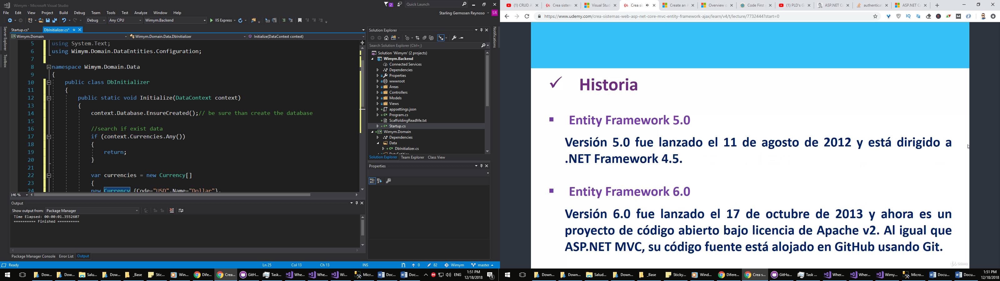 Wimym - Microsoft Visual Studio
2
Quick Launch
File Edit View Project Build Debug Team Tools Test Analyze Window Help
Starling Germosen Reynoso SR
Debug Any CPU Wimym.Backend IIS Express
Server Explorer
Toolbox
Startup.cs* DbInitializer.cs*
Wimym.Domain Wimym.Domain.Data.DbInitializer Initialize(DataContext context)
5 using System.Text;
6 using Wimym.Domain.DataEntities.Configuration;
7
8 namespace Wimym.Domain.Data
9 {
10 public class DbInitializer
11 {
12 public static void Initialize(DataContext context)
13 {
14 context.Database.EnsureCreated();// be sure than create the database
15
16 //search if exist data
17 if (context.Currencies.Any())
18 {
19 return;
20 }
21
22 var currencies = new Currency[]
23 {
24 new Currency {Code="USD",Name="Dollar"},
146 %
Output
Show output from: Package Manager
Time Elapsed: 00:00:01.3552607
========== Finished ==========
Package Manager Console Error List Output
Solution Explorer
Search Solution Explorer (Ctrl+;)
Solution 'Wimym' (2 projects)
Wimym.Backend
Connected Services
Dependencies
Properties
wwwroot
Areas
Controllers
Models
Views
appsettings.json
Program.cs
ScaffoldingReadMe.txt
Startup.cs
Wimym.Domain
Dependencies
Data
DbInitializer.cs
DataEntities
Solution Explorer Team Explorer Class View
Properties
Notifications
Ready Ln 25 Col 13 Ch 13 INS 0 82 Wimym master
Dow... Dow... Salu... Dow... _Base Stic... Win... Dife... Crea... GitH... Task... Whe... Whe... Wi... Micr... Doc... Doc... ENG 1:51 PM
12/18/2018 1
(1) CRUD A Crea sistem Visual Studi Crea sis Create an A Overview o Code First (1) PLD's G ASP.NET Co authenticat ASP.NET Co
https://www.udemy.com/crea-sistemas-web-asp-net-core-mvc-entity-framework-ajax/learn/v4/t/lecture/7732444?start=0
Historia
Entity Framework 5.0
Versión 5.0 fue lanzado el 11 de agosto de 2012 y está dirigido a
.NET Framework 4.5.
Entity Framework 6.0
Versión 6.0 fue lanzado el 17 de octubre de 2013 y ahora es un
proyecto de código abierto bajo licencia de Apache v2. Al igual que
ASP.NET MVC, su código fuente está alojado en GitHub usando Git.
Udemy
Down... Down... Salud... Down... _Base Sticky... Wind... Difere... Crea s... GitHu... Task ... Wher... Wher... Wimy... Micro... Docu... Docu... 1:51 PM
12/18/2018